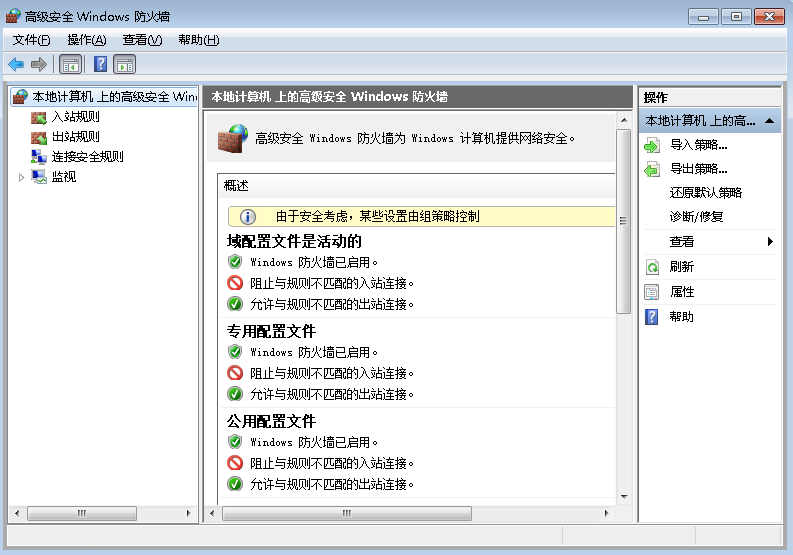 高级安全 Windows 防火墙
文件(F) 操作(A) 查看(V) 帮助(H)
本地计算机 上的高级安全 Win
入站规则
出站规则
连接安全规则
监视
本地计算机 上的高级安全 Windows 防火墙
高级安全 Windows 防火墙为 Windows 计算机提供网络安全。
概述
由于安全考虑，某些设置由组策略控制
域配置文件是活动的
Windows 防火墙已启用。
阻止与规则不匹配的入站连接。
允许与规则不匹配的出站连接。
专用配置文件
Windows 防火墙已启用。
阻止与规则不匹配的入站连接。
允许与规则不匹配的出站连接。
公用配置文件
Windows 防火墙已启用。
阻止与规则不匹配的入站连接。
允许与规则不匹配的出站连接。
操作
本地计算机 上的高...
导入策略...
导出策略...
还原默认策略
诊断/修复
查看
刷新
属性
帮助